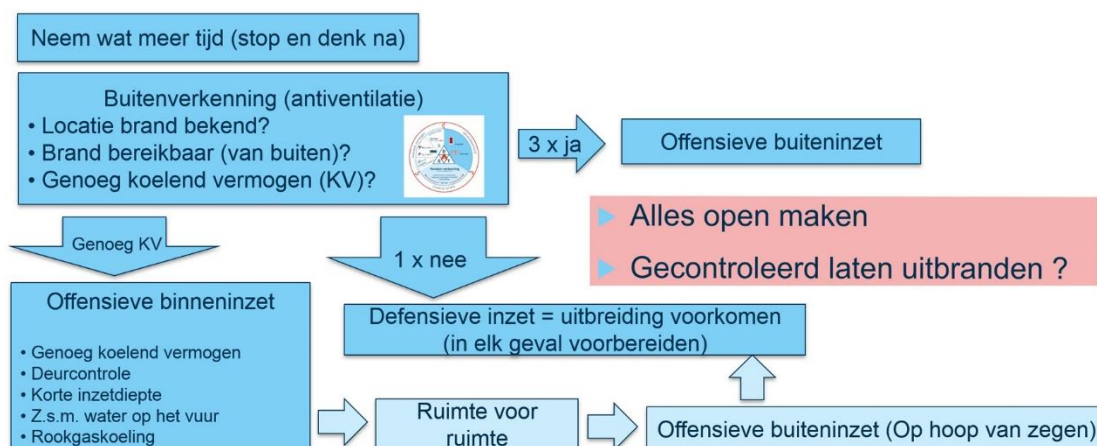 Neem wat meer tijd (stop en denk na)
Buitenverkenning (antiventilatie)
• Locatie brand bekend?
• Brand bereikbaar (van buiten)?
• Genoeg koelend vermogen (KV)?
3 x ja
Offensieve buiteninzet
Alles open maken
Gecontroleerd laten uitbranden ?
Genoeg KV
1 x nee
Offensieve binneninzet
• Genoeg koelend vermogen
• Deurcontrole
• Korte inzetdiepte
• Z.s.m. water op het vuur
• Rookgaskoeling
Defensieve inzet = uitbreiding voorkomen
(in elk geval voorbereiden)
Ruimte voor
ruimte
Offensieve buiteninzet (Op hoop van zegen)